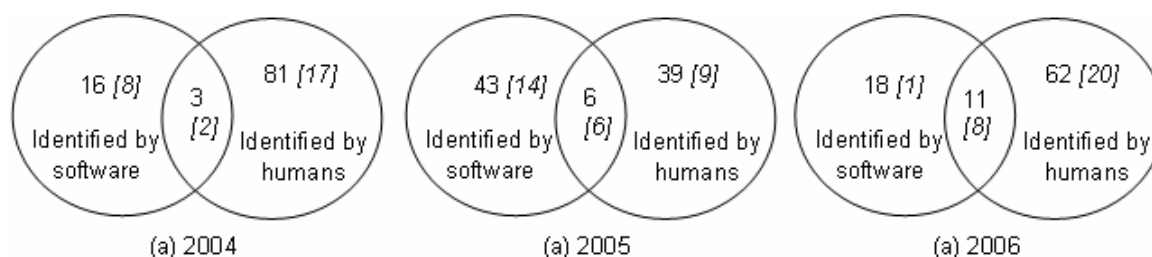 16 [8]
3
[2]
81 [17]
Identified by
software
Identified by
humans
(a) 2004
43 [14]
6
[6]
39 [9]
Identified by
software
Identified by
humans
(a) 2005
18 [1]
11
[8]
62 [20]
Identified by
software
Identified by
humans
(a) 2006